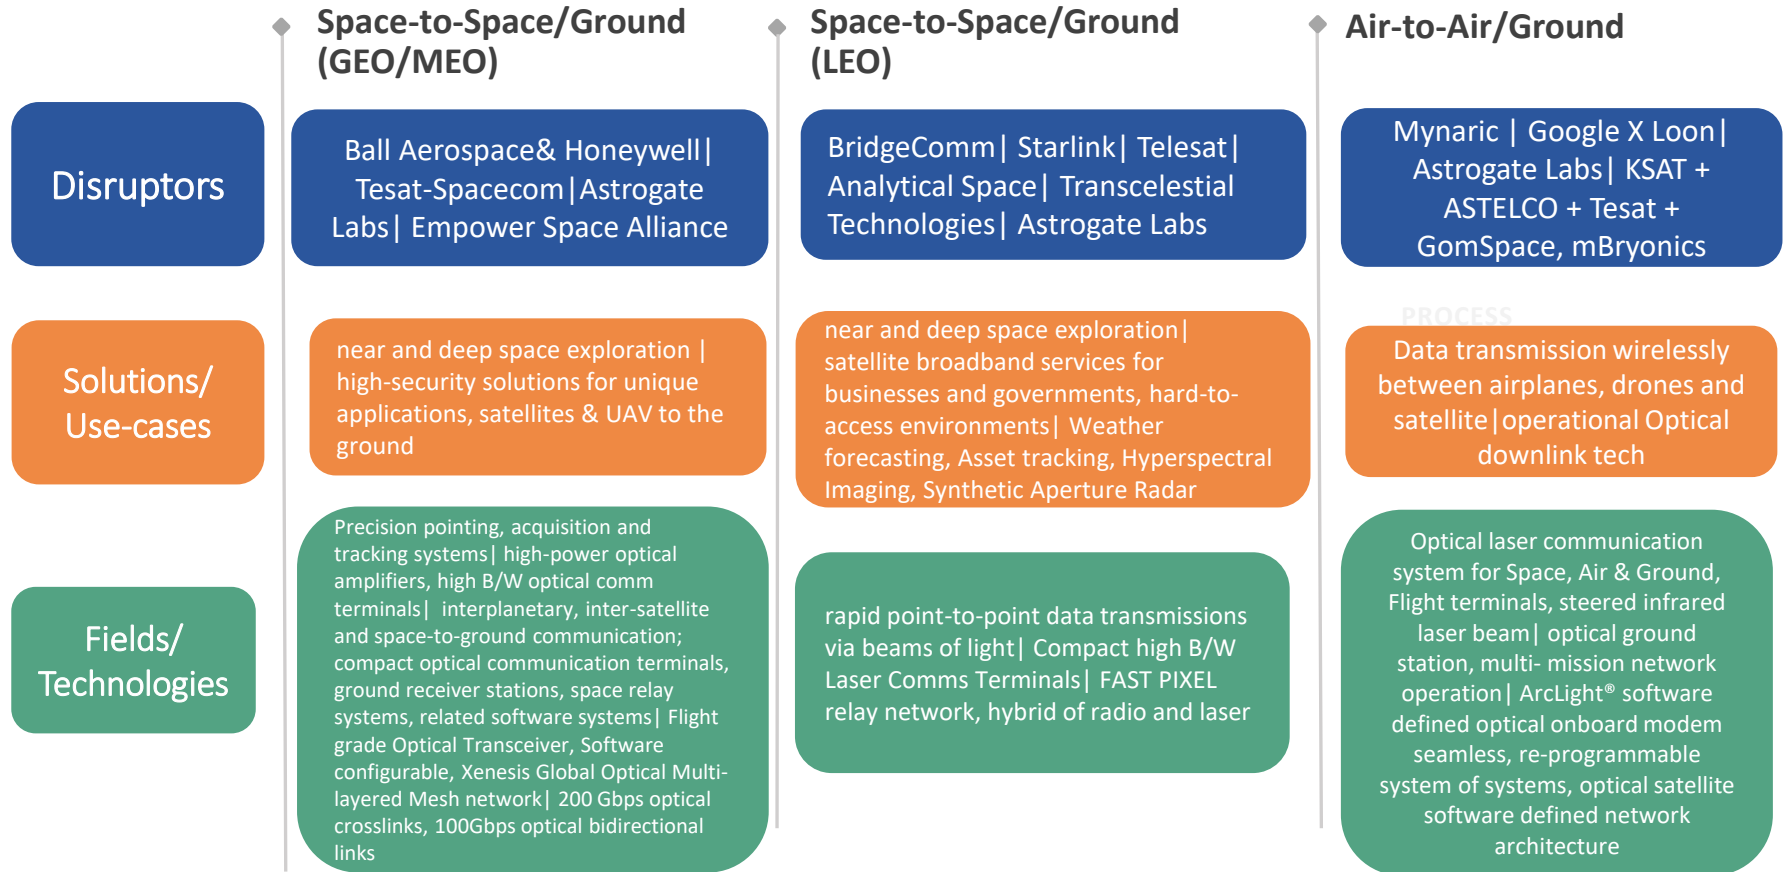 Space-to-Space/Ground
(GEO/MEO)
Space-to-Space/Ground
(LEO)
Air-to-Air/Ground
Disruptors
Ball Aerospace& Honeywell|
Tesat-Spacecom|Astrogate
Labs| Empower Space Alliance
BridgeComm| Starlink| Telesat|
Analytical Space| Transcelestial
Technologies| Astrogate Labs
Mynaric | Google X Loon|
Astrogate Labs| KSAT +
ASTELCO + Tesat +
GomSpace, mBryonics
PROCESS
Solutions/
Use-cases
near and deep space exploration |
high-security solutions for unique
applications, satellites & UAV to the
ground
near and deep space exploration|
satellite broadband services for
businesses and governments, hard-to-
access environments| Weather
forecasting, Asset tracking, Hyperspectral
Imaging, Synthetic Aperture Radar
Data transmission wirelessly
between airplanes, drones and
satellite|operational Optical
downlink tech
Fields/
Technologies
Precision pointing, acquisition and
tracking systems| high-power optical
amplifiers, high B/W optical comm
terminals| interplanetary, inter-satellite
and space-to-ground communication;
compact optical communication terminals,
ground receiver stations, space relay
systems, related software systems| Flight
grade Optical Transceiver, Software
configurable, Xenesis Global Optical Multi-
layered Mesh network| 200 Gbps optical
crosslinks, 100Gbps optical bidirectional
links
rapid point-to-point data transmissions
via beams of light| Compact high B/W
Laser Comms Terminals| FAST PIXEL
relay network, hybrid of radio and laser
Optical laser communication
system for Space, Air & Ground,
Flight terminals, steered infrared
laser beam| optical ground
station, multi- mission network
operation| ArcLight® software
defined optical onboard modem
seamless, re-programmable
system of systems, optical satellite
software defined network
architecture